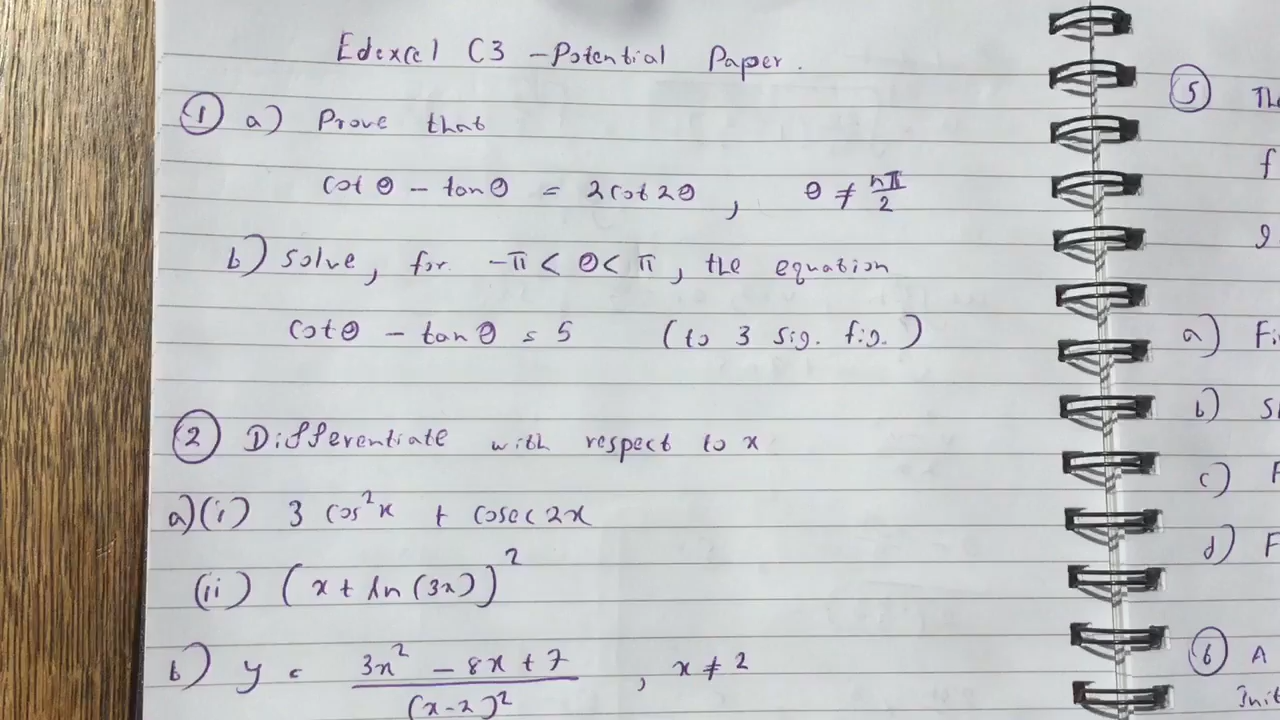 Edexcel C3 - Potential Paper.
① a) Prove that
cot θ - tan θ = 2 cot 2θ , θ ≠ nπ/2
b) solve, for -π < θ < π, the equation
cot θ - tan θ = 5 (to 3 sig. fig.)
② Differentiate with respect to x
a)(i) 3 cos²x + cosec 2x
(ii) (x + ln(3x))²
b) y = (3x² - 8x + 7)/(x-2)² , x ≠ 2
⑤
f
g
a)
b)
c)
d)
⑥ A